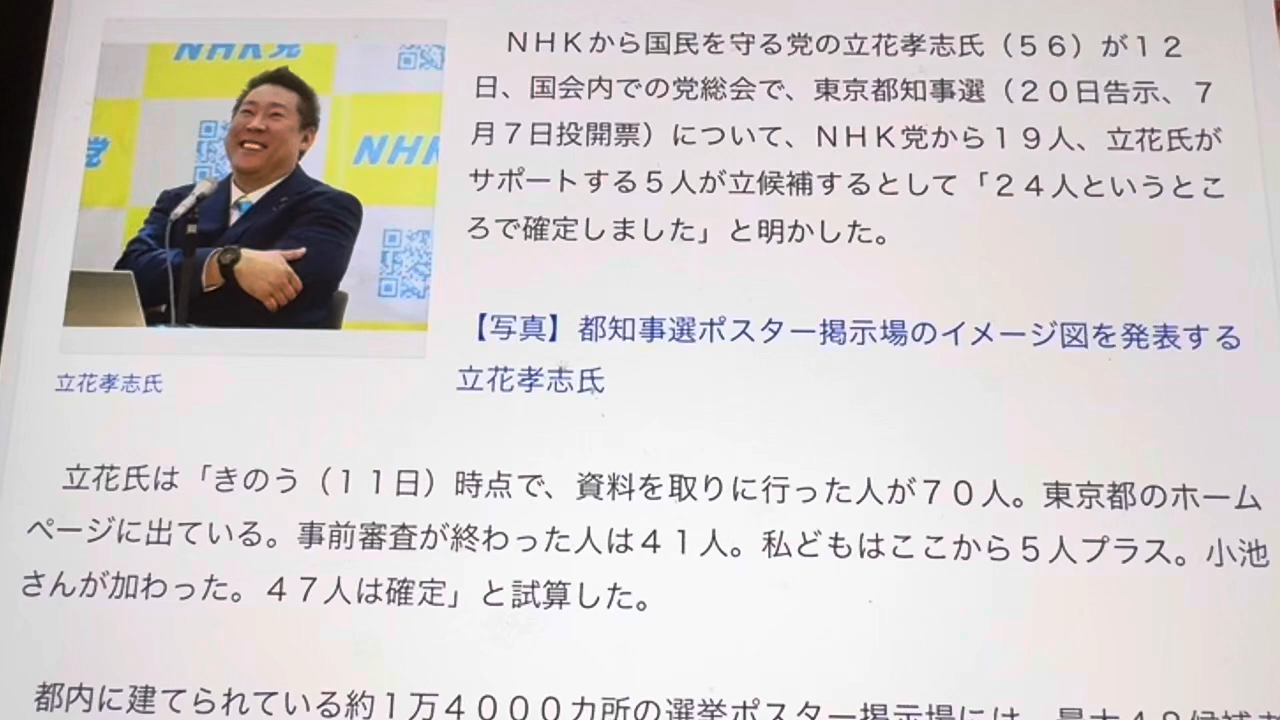 NHK党
党
NHK
ＮＨＫから国民を守る党の立花孝志氏（５６）が１２
日、国会内での党総会で、東京都知事選（２０日告示、７
月７日投開票）について、ＮＨＫ党から１９人、立花氏が
サポートする５人が立候補するとして「２４人というとこ
ろで確定しました」と明かした。
【写真】都知事選ポスター掲示場のイメージ図を発表する
立花孝志氏
立花孝志氏
立花氏は「きのう（１１日）時点で、資料を取りに行った人が７０人。東京都のホーム
ページに出ている。事前審査が終わった人は４１人。私どもはここから５人プラス。小池
さんが加わった。４７人は確定」と試算した。
都内に建てられている約１万４０００カ所の選挙ポスター掲示場には、最大４８候補